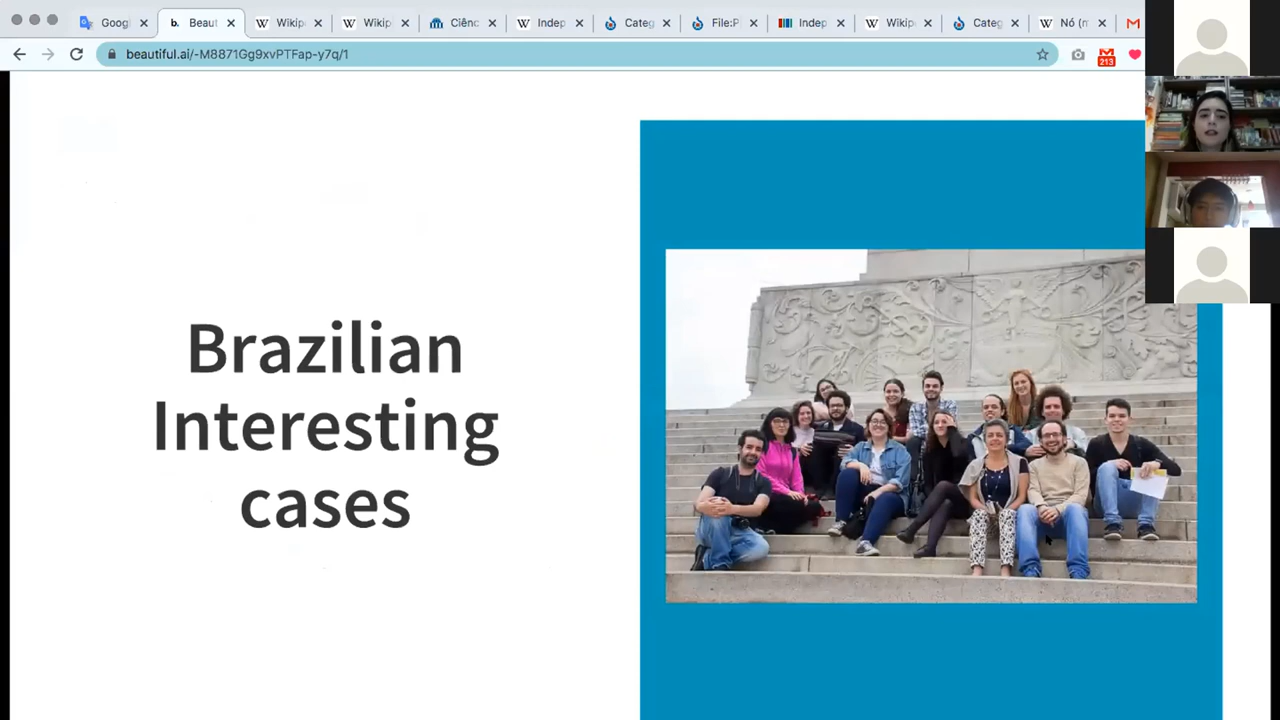 Googl
b. Beaut
Wikip
Wikip
Ciênc
Indep
Categ
File:P
Indep
Wikip
Categ
Nó (m
beautiful.ai/-M8871Gg9xvPTFap-y7q/1
213
Brazilian
Interesting
cases